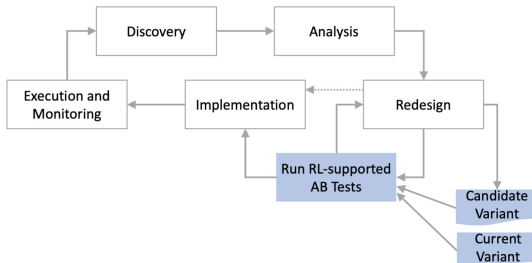 Discovery
Analysis
Execution and
Monitoring
Implementation
Redesign
Run RL-supported
AB Tests
Candidate
Variant
Current
Variant